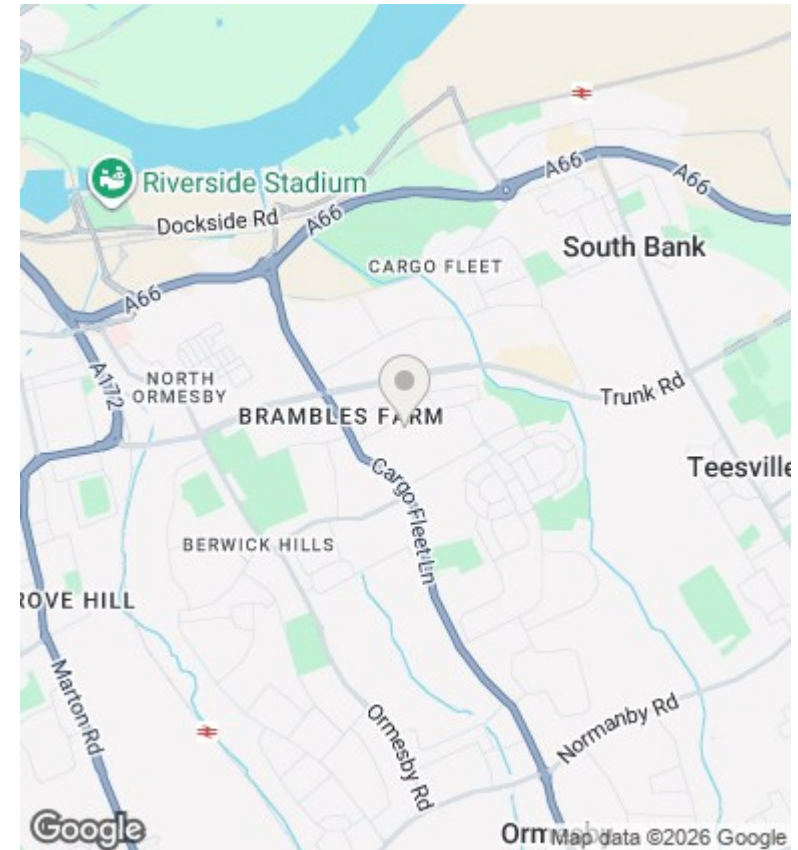 A66
A66
Riverside Stadium
Dockside Rd
A66
South Bank
CARGO FLEET
A66
A172
NORTH
ORMESBY
Trunk Rd
BRAMBLES FARM
Teesville
Cargo Fleet Ln
BERWICK HILLS
ROVE HILL
Marton Rd
Ormesby Rd
Normanby Rd
Google
Map data ©2026 Google